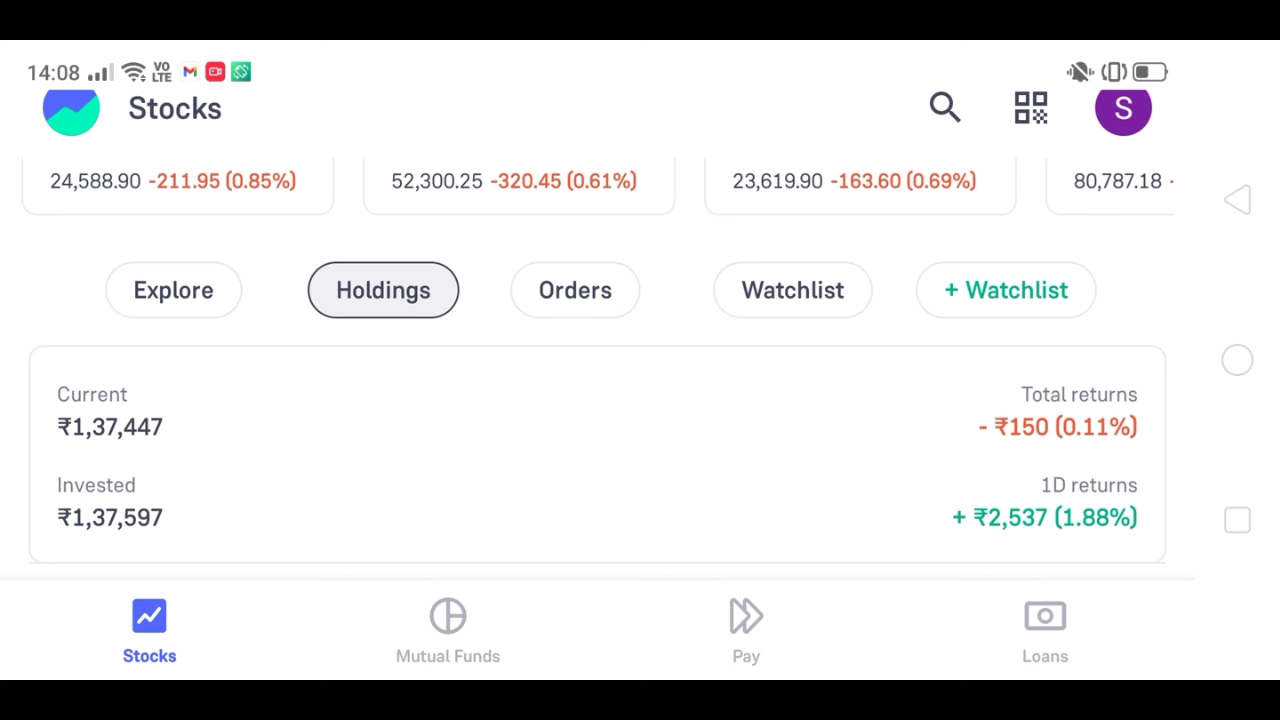 14:08 VO LTE
Stocks S
24,588.90 -211.95 (0.85%) 52,300.25 -320.45 (0.61%) 23,619.90 -163.60 (0.69%) 80,787.18 -
Explore Holdings Orders Watchlist + Watchlist
Current Total returns
₹1,37,447 - ₹150 (0.11%)
Invested 1D returns
₹1,37,597 + ₹2,537 (1.88%)
Stocks Mutual Funds Pay Loans